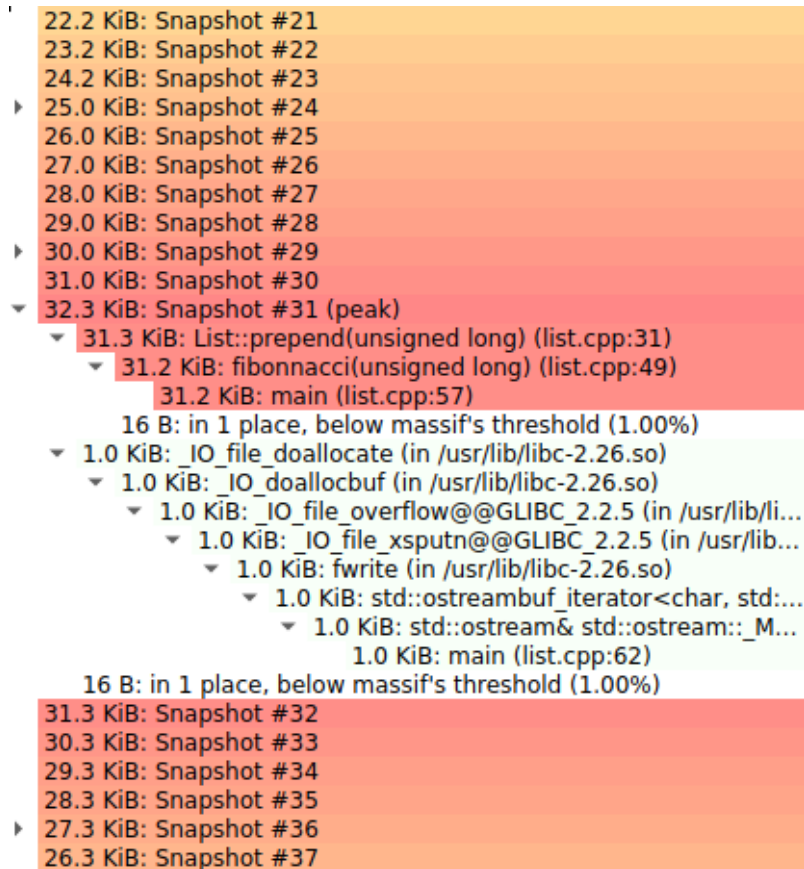 22.2 KiB: Snapshot #21
23.2 KiB: Snapshot #22
24.2 KiB: Snapshot #23
25.0 KiB: Snapshot #24
26.0 KiB: Snapshot #25
27.0 KiB: Snapshot #26
28.0 KiB: Snapshot #27
29.0 KiB: Snapshot #28
30.0 KiB: Snapshot #29
31.0 KiB: Snapshot #30
32.3 KiB: Snapshot #31 (peak)
31.3 KiB: List::prepend(unsigned long) (list.cpp:31)
31.2 KiB: fibonnacci(unsigned long) (list.cpp:49)
31.2 KiB: main (list.cpp:57)
16 B: in 1 place, below massif's threshold (1.00%)
1.0 KiB: _IO_file_doallocate (in /usr/lib/libc-2.26.so)
1.0 KiB: _IO_doallocbuf (in /usr/lib/libc-2.26.so)
1.0 KiB: _IO_file_overflow@@GLIBC_2.2.5 (in /usr/lib/li...
1.0 KiB: _IO_file_xsputn@@GLIBC_2.2.5 (in /usr/lib...
1.0 KiB: fwrite (in /usr/lib/libc-2.26.so)
1.0 KiB: std::ostreambuf_iterator<char, std:...
1.0 KiB: std::ostream& std::ostream::_M...
1.0 KiB: main (list.cpp:62)
16 B: in 1 place, below massif's threshold (1.00%)
31.3 KiB: Snapshot #32
30.3 KiB: Snapshot #33
29.3 KiB: Snapshot #34
28.3 KiB: Snapshot #35
27.3 KiB: Snapshot #36
26.3 KiB: Snapshot #37